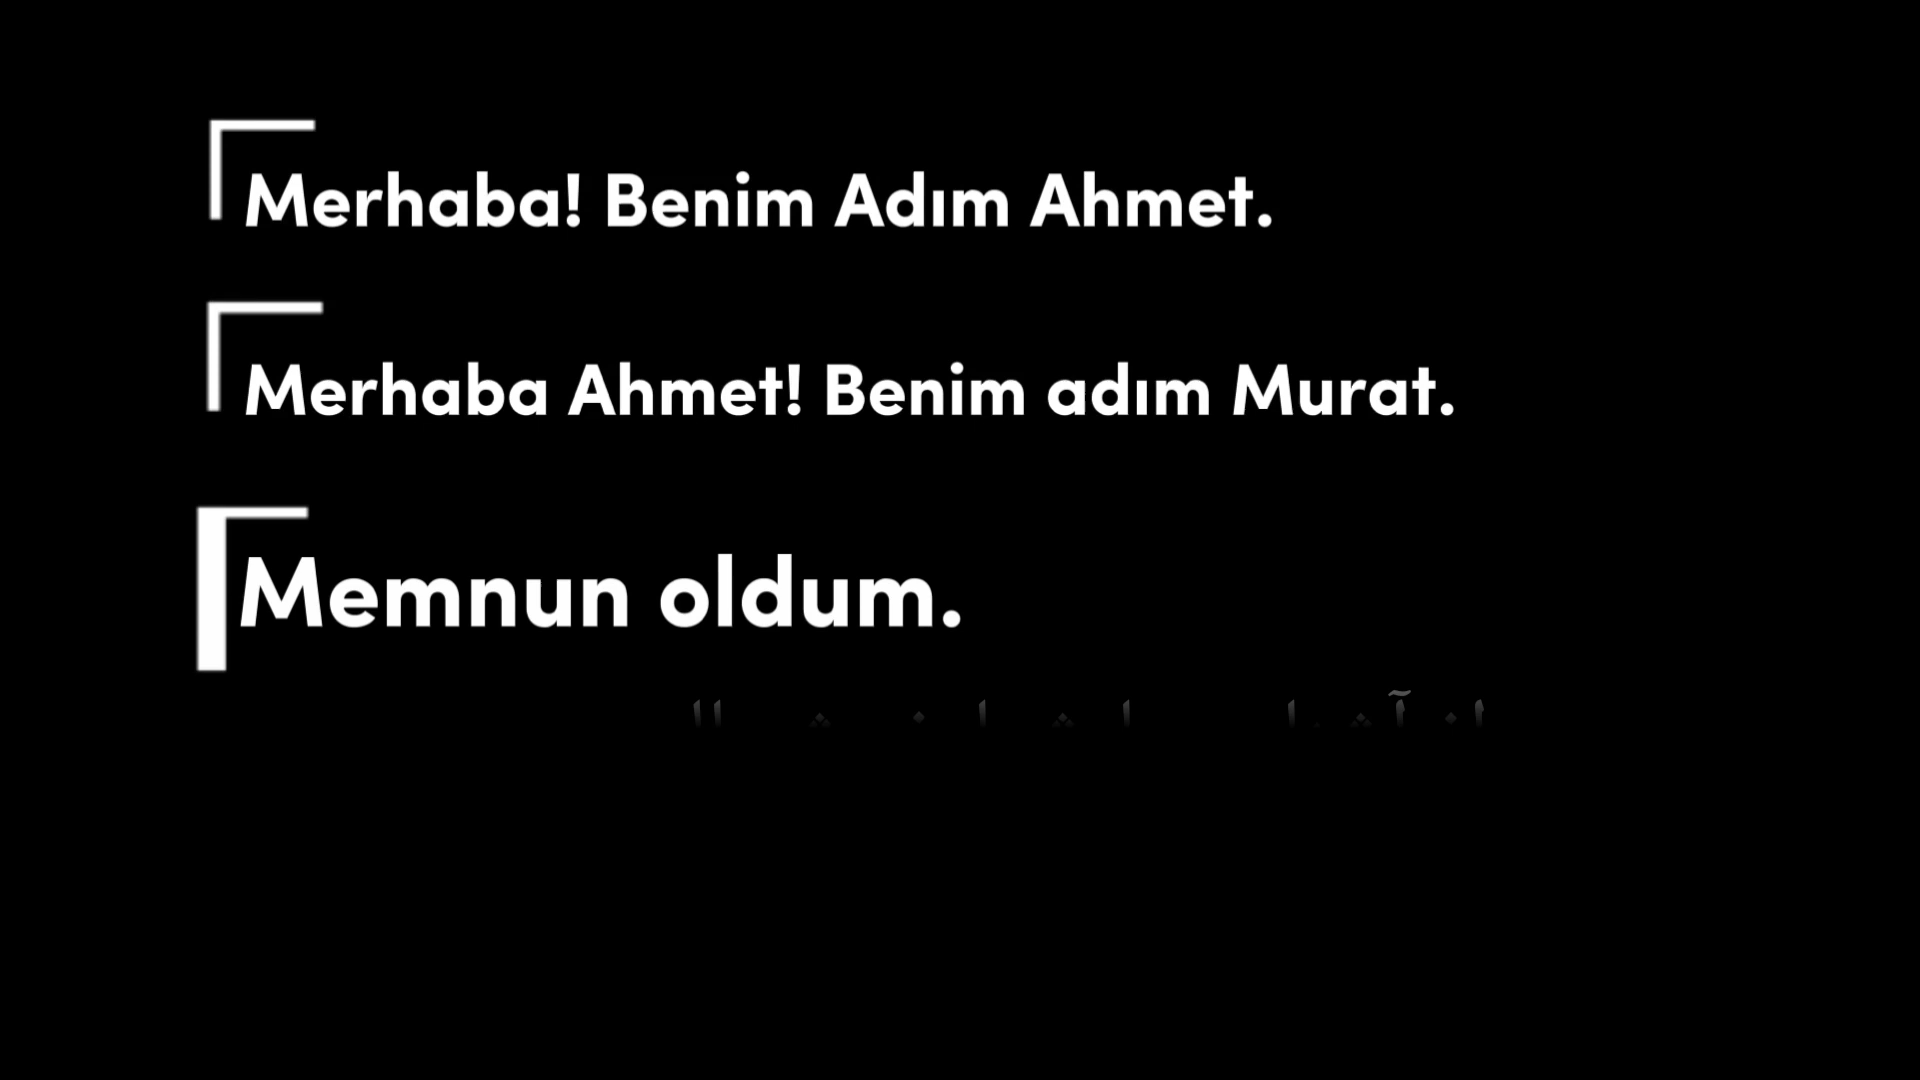 Merhaba! Benim Adım Ahmet.
Merhaba Ahmet! Benim adım Murat.
Memnun oldum.